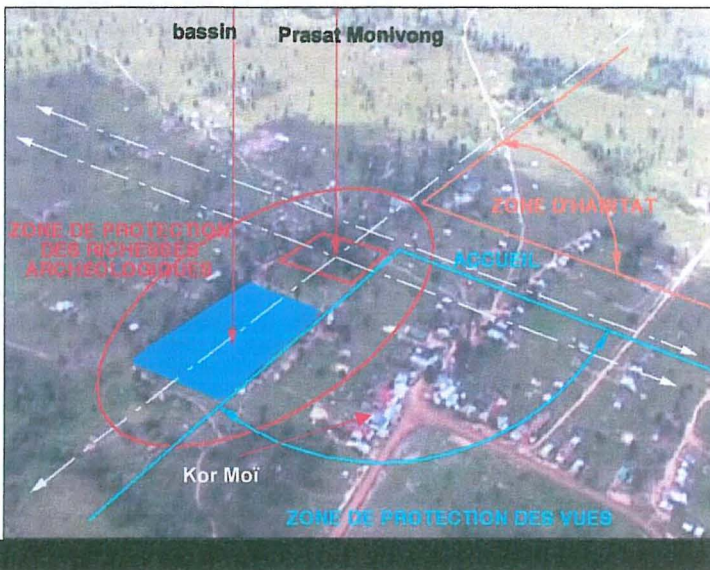 bassin
Prasat Monivong
ZONE DE PROTECTION
DES RICHESSES
ARCHEOLOGIQUES
ZONE D'HABITAT
ACCUEIL
Kor Moï
ZONE DE PROTECTION DES VUES